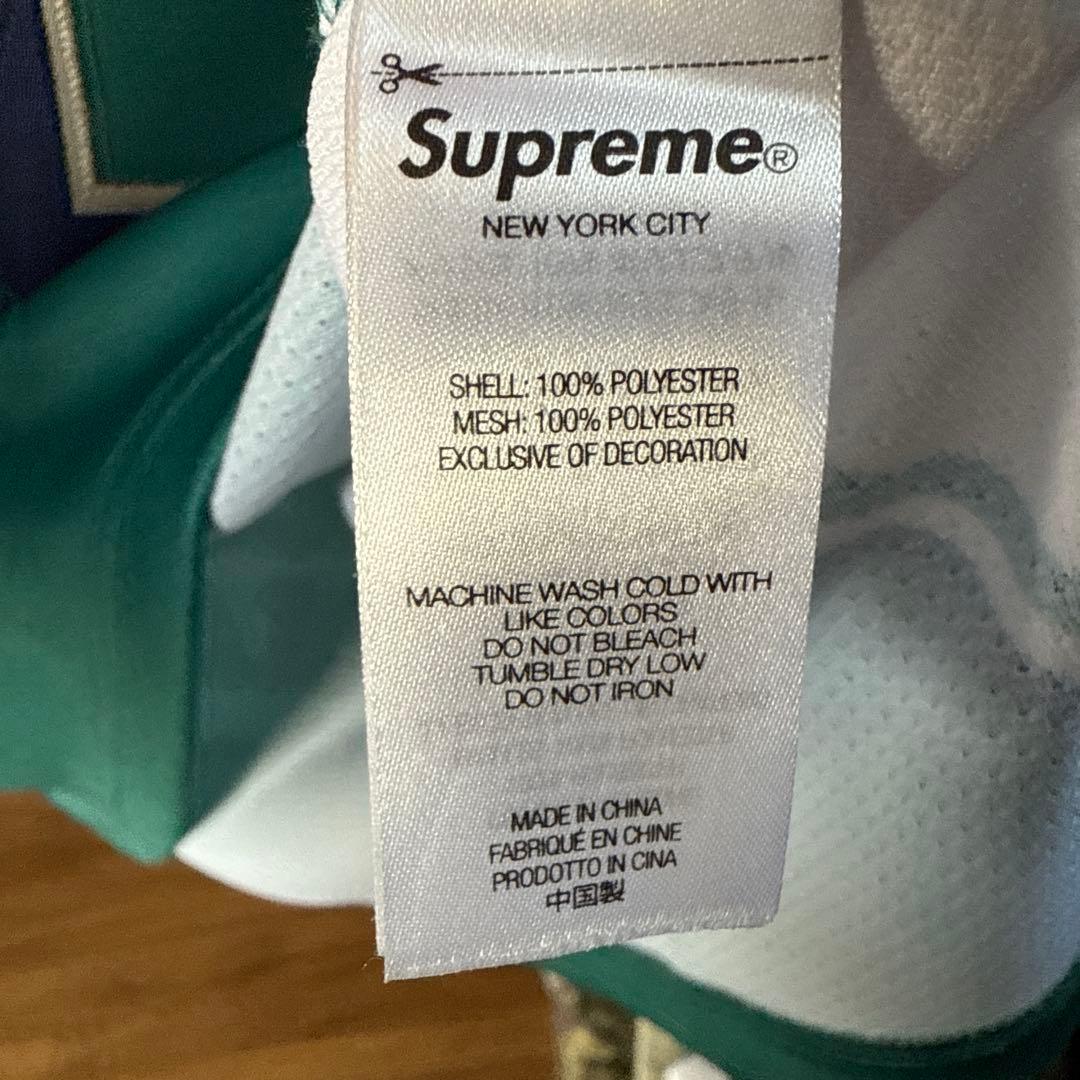 Supreme®
NEW YORK CITY
SHELL: 100% POLYESTER
MESH: 100% POLYESTER
EXCLUSIVE OF DECORATION
MACHINE WASH COLD WITH
LIKE COLORS
DO NOT BLEACH
TUMBLE DRY LOW
DO NOT IRON
MADE IN CHINA
FABRIQUÉ EN CHINE
PRODOTTO IN CINA
中国製